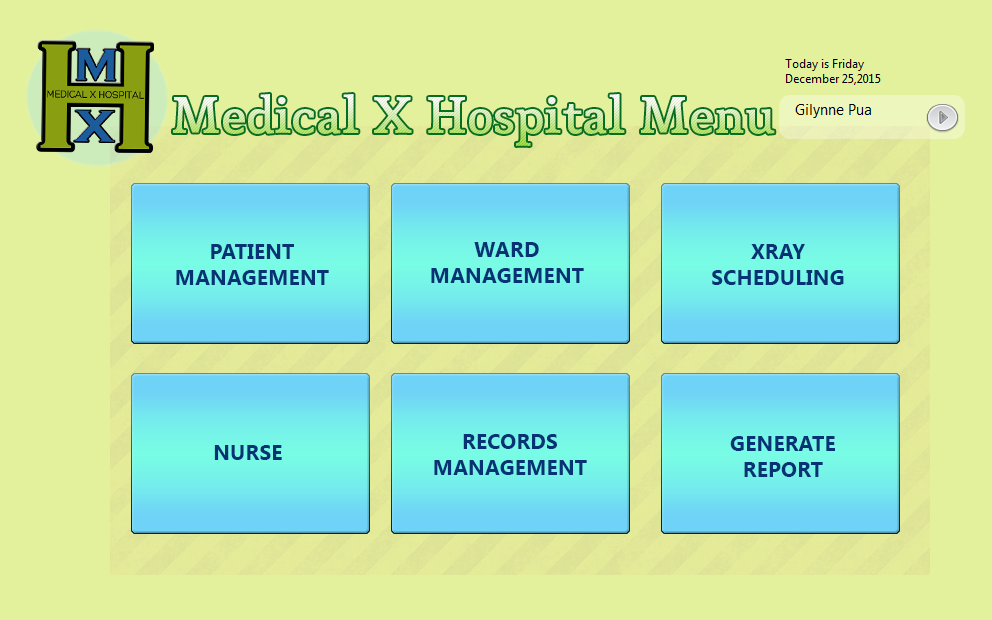 M
MEDICAL X HOSPITAL
X
Medical X Hospital Menu
Today is Friday
December 25,2015
Gilynne Pua
PATIENT
MANAGEMENT
WARD
MANAGEMENT
XRAY
SCHEDULING
NURSE
RECORDS
MANAGEMENT
GENERATE
REPORT